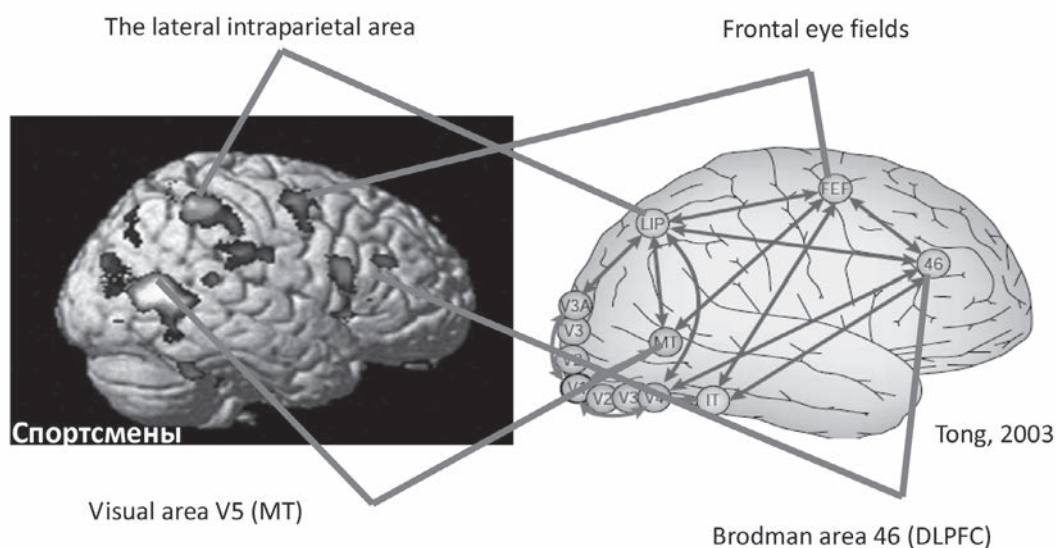 The lateral intraparietal area
Frontal eye fields
FEF
LIP
46
V3A
V3
MT
V2
V3
V4
IT
Спортсмены
Tong, 2003
Visual area V5 (MT)
Brodman area 46 (DLPFC)